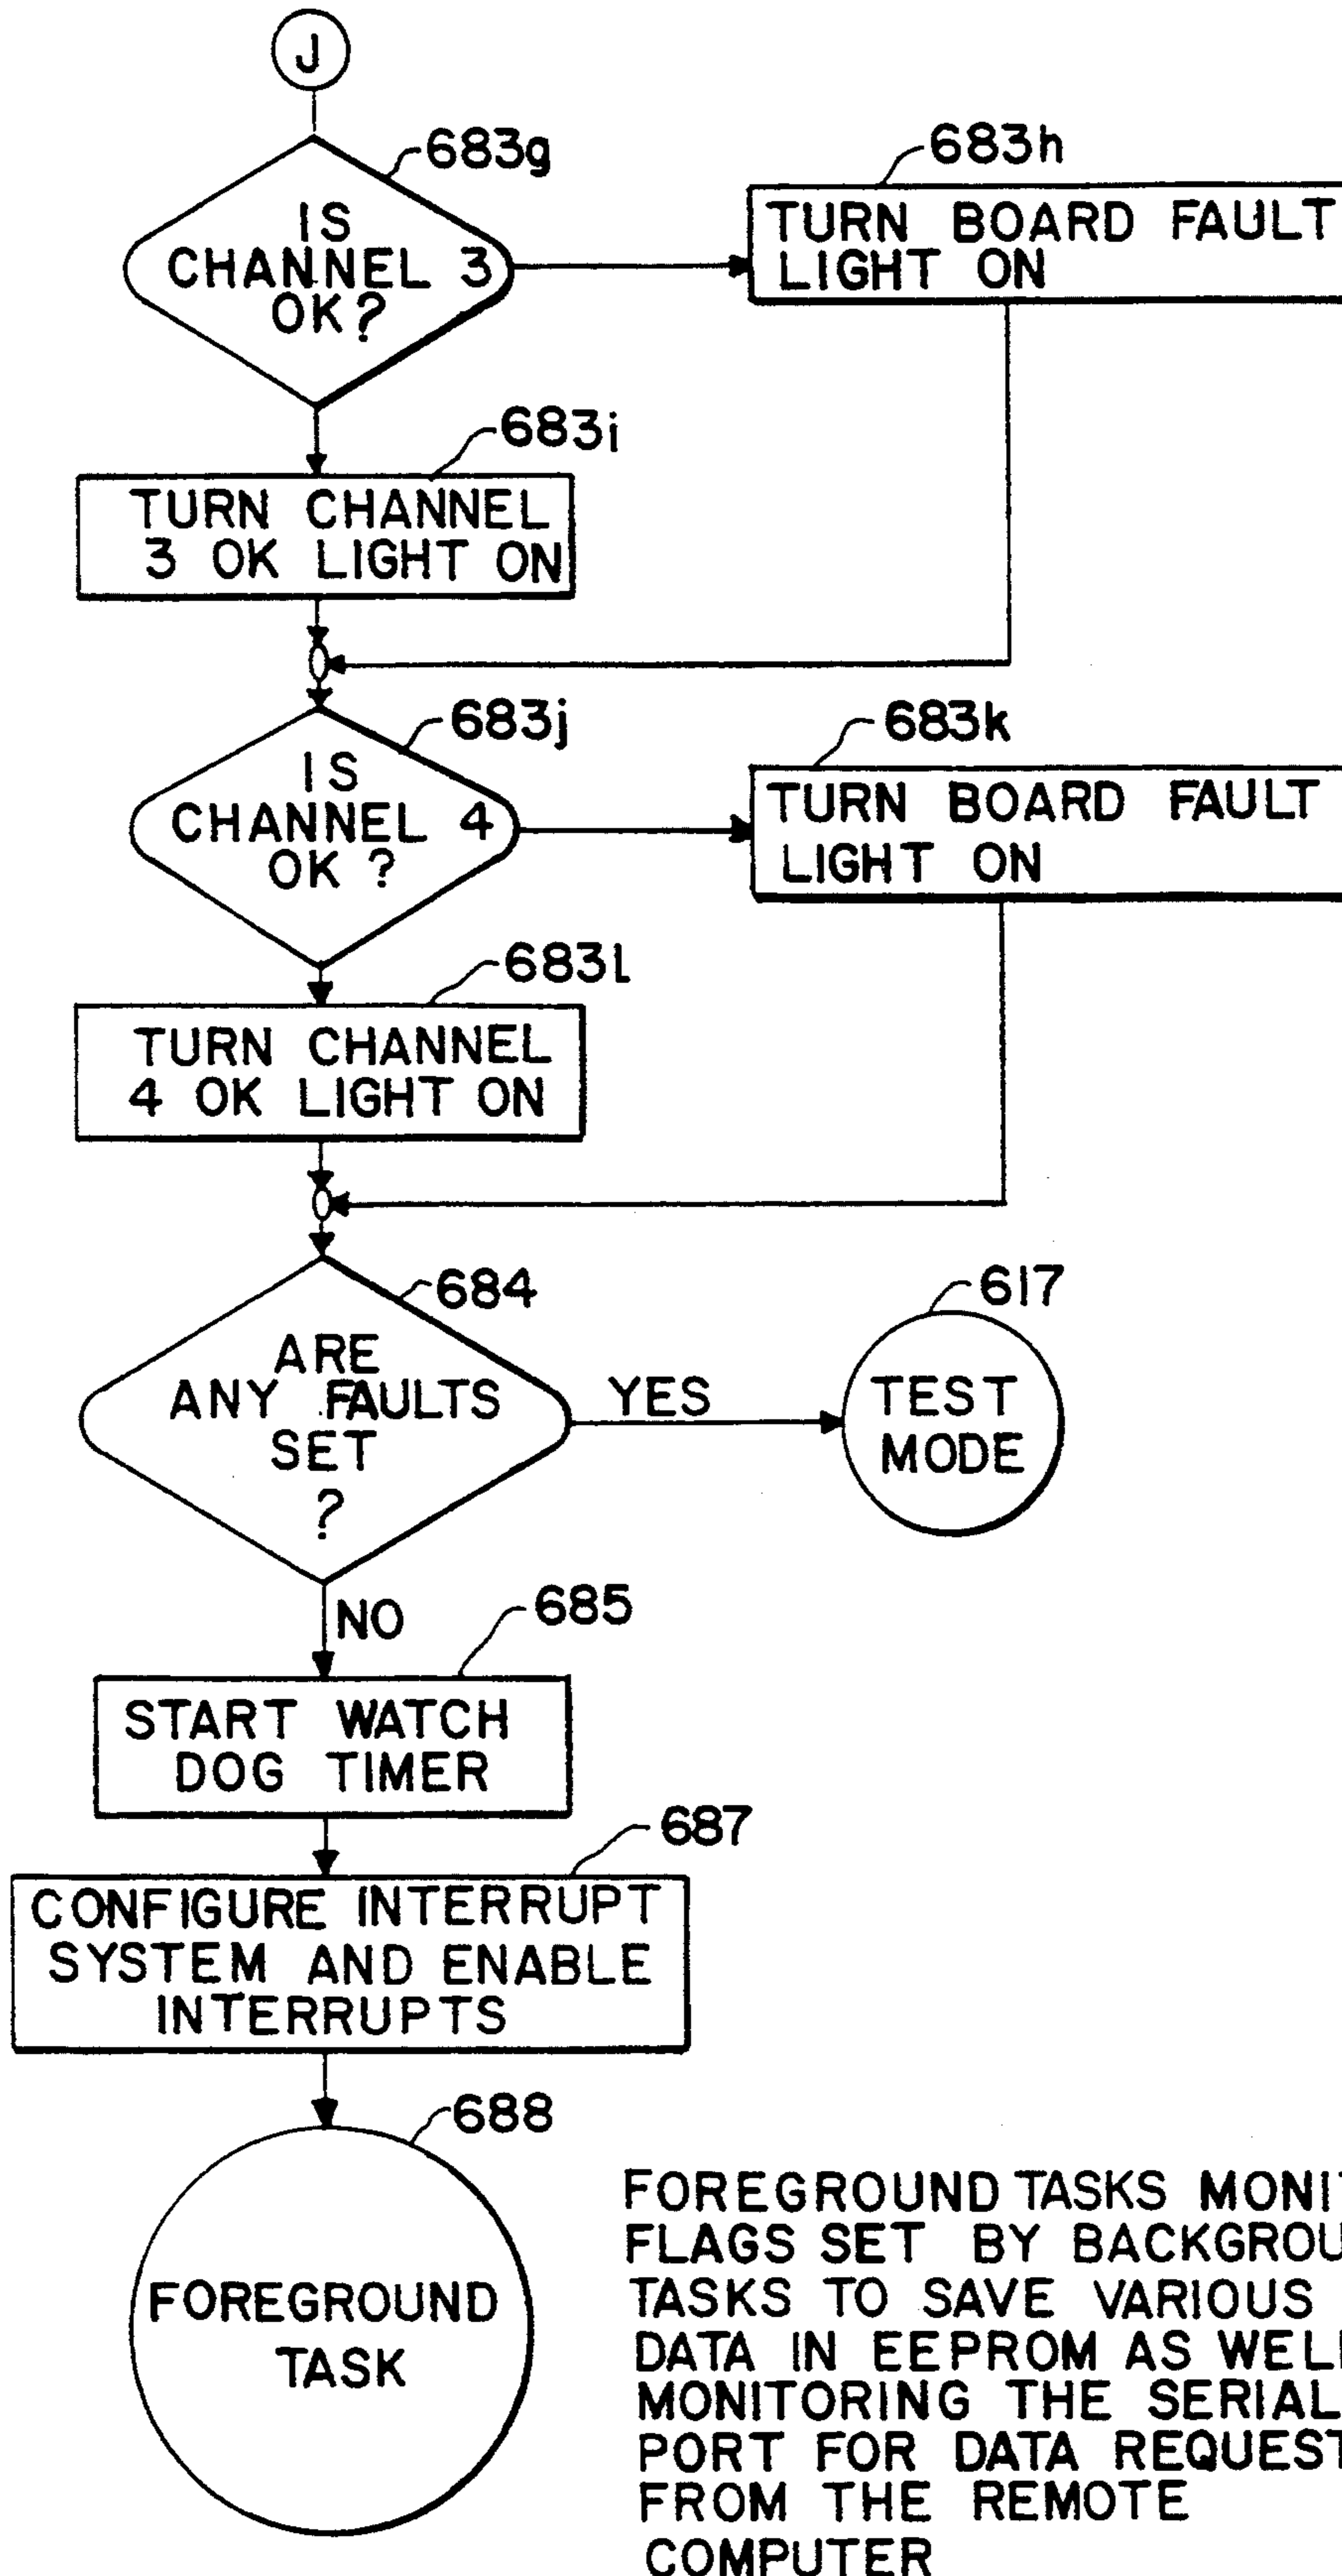 J
683g
IS
CHANNEL 3
OK?
683h
TURN BOARD FAULT
LIGHT ON
683i
TURN CHANNEL
3 OK LIGHT ON
683j
IS
CHANNEL 4
OK ?
683k
TURN BOARD FAULT
LIGHT ON
683l
TURN CHANNEL
4 OK LIGHT ON
684
ARE
ANY FAULTS
SET
?
YES
617
TEST
MODE
NO
685
START WATCH
DOG TIMER
687
CONFIGURE INTERRUPT
SYSTEM AND ENABLE
INTERRUPTS
688
FOREGROUND
TASK
FOREGROUND TASKS
FLAGS SET BY
TASKS TO SAVE VARIOUS
DATA IN EEPROM AS
MONITORING THE SERIAL
PORT FOR DATA REQUEST
FROM THE REMOTE
COMPUTER